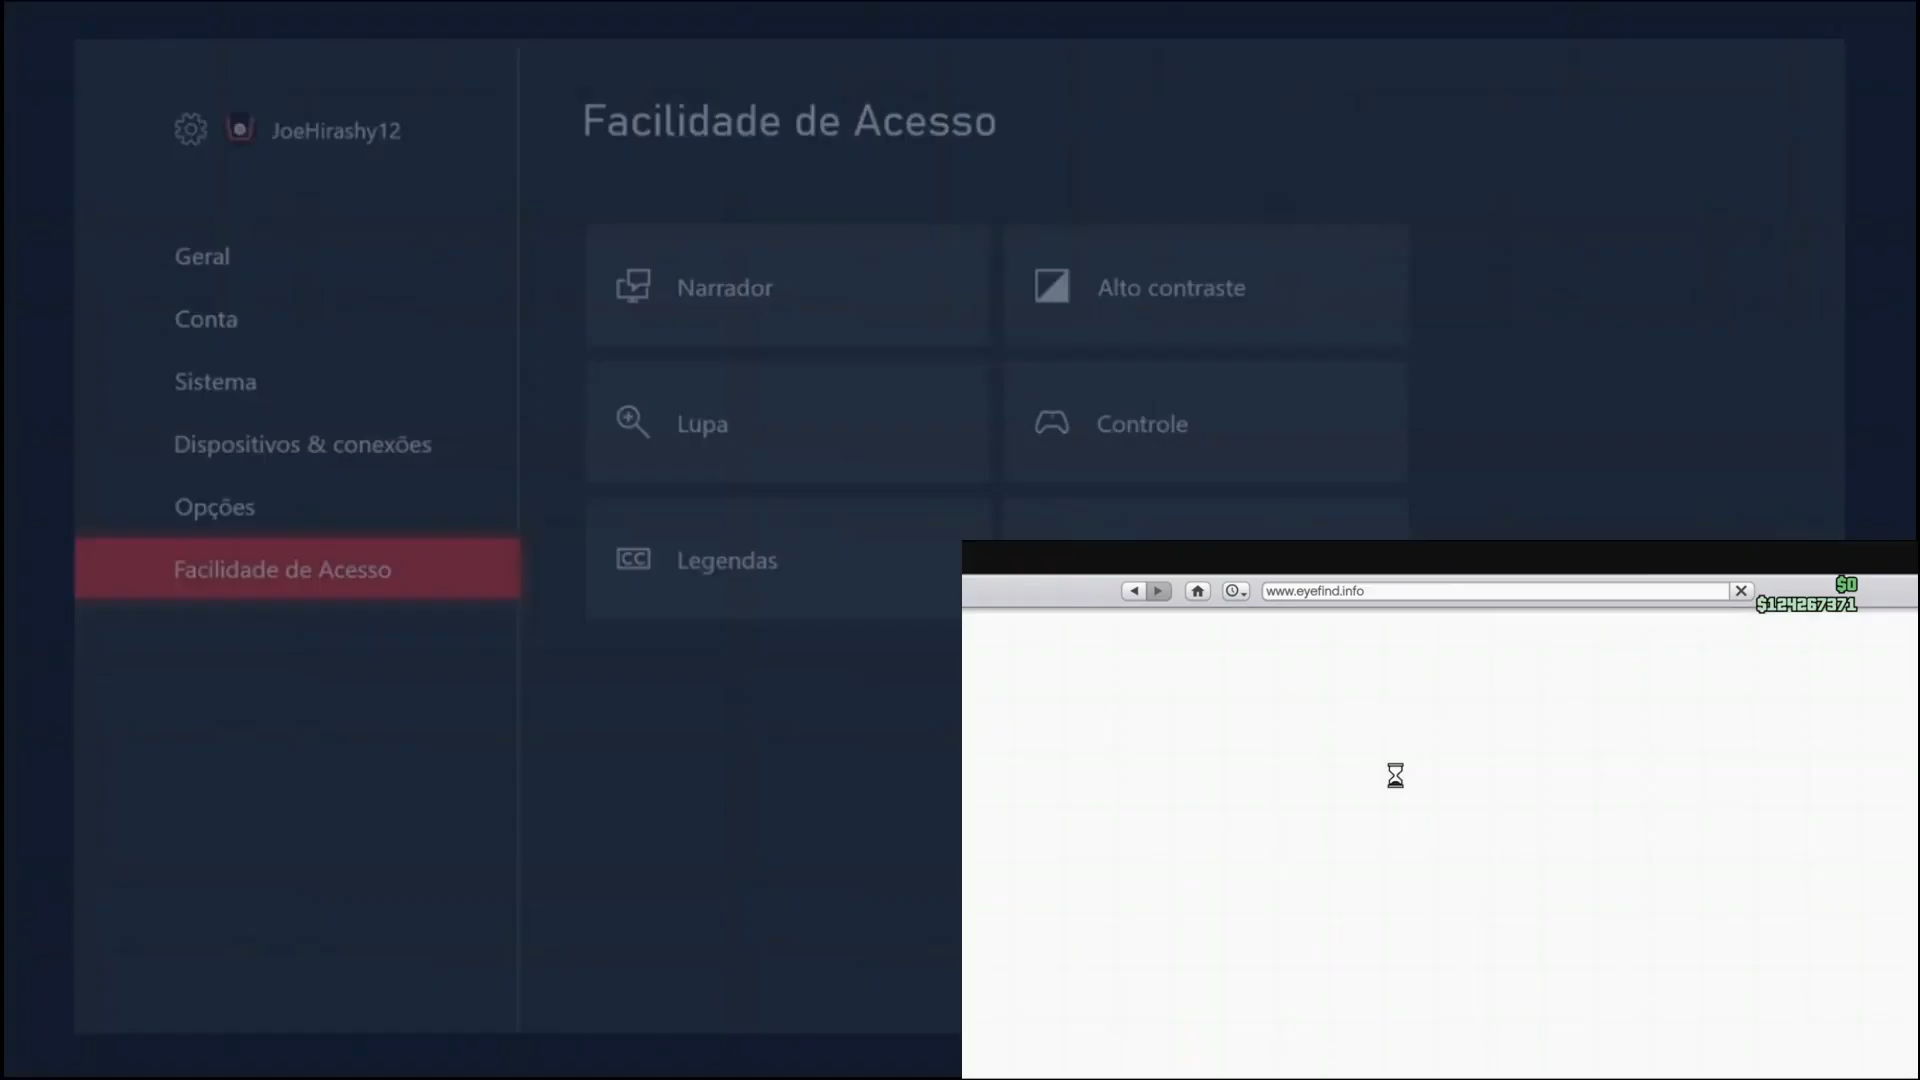 JoeHirashy12
Geral
Conta
Sistema
Dispositivos & conexões
Opções
Facilidade de Acesso
Facilidade de Acesso
Narrador
Alto contraste
Lupa
Controle
CC Legendas
www.eyefind.info
$0
$124267371